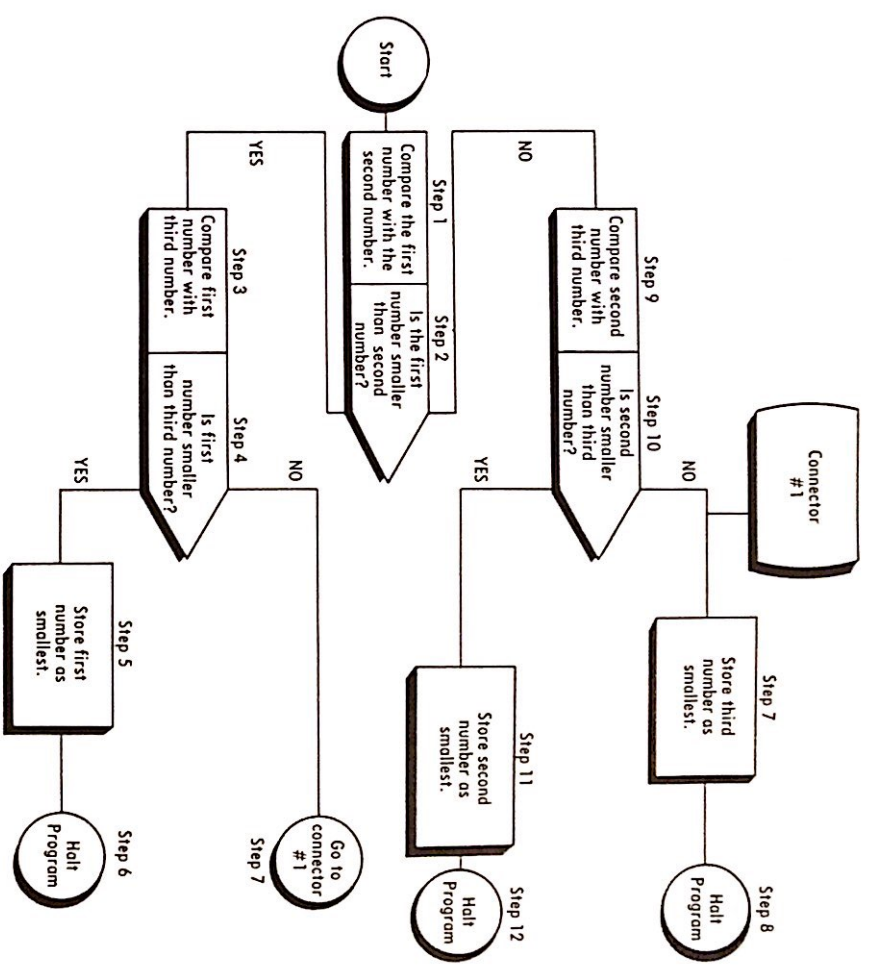 Start
Step 1
Compare the first
number with the
second number.
Step 2
Is the first
number smaller
than second
number?
YES
Step 3
Compare first
number with
third number.
Step 4
Is first
number smaller
than third number?
YES
Step 5
Store first
number as
smallest.
Step 6
Halt
Program
NO
Go to
connector
#1
Step 7
NO
Step 9
Compare second
number with
third number.
Step 10
Is second
number smaller
than third
number?
YES
Step 11
Store second
number as
smallest.
Step 12
Halt
Program
NO
Connector
#1
Step 7
Store third
number as
smallest.
Step 8
Halt
Program